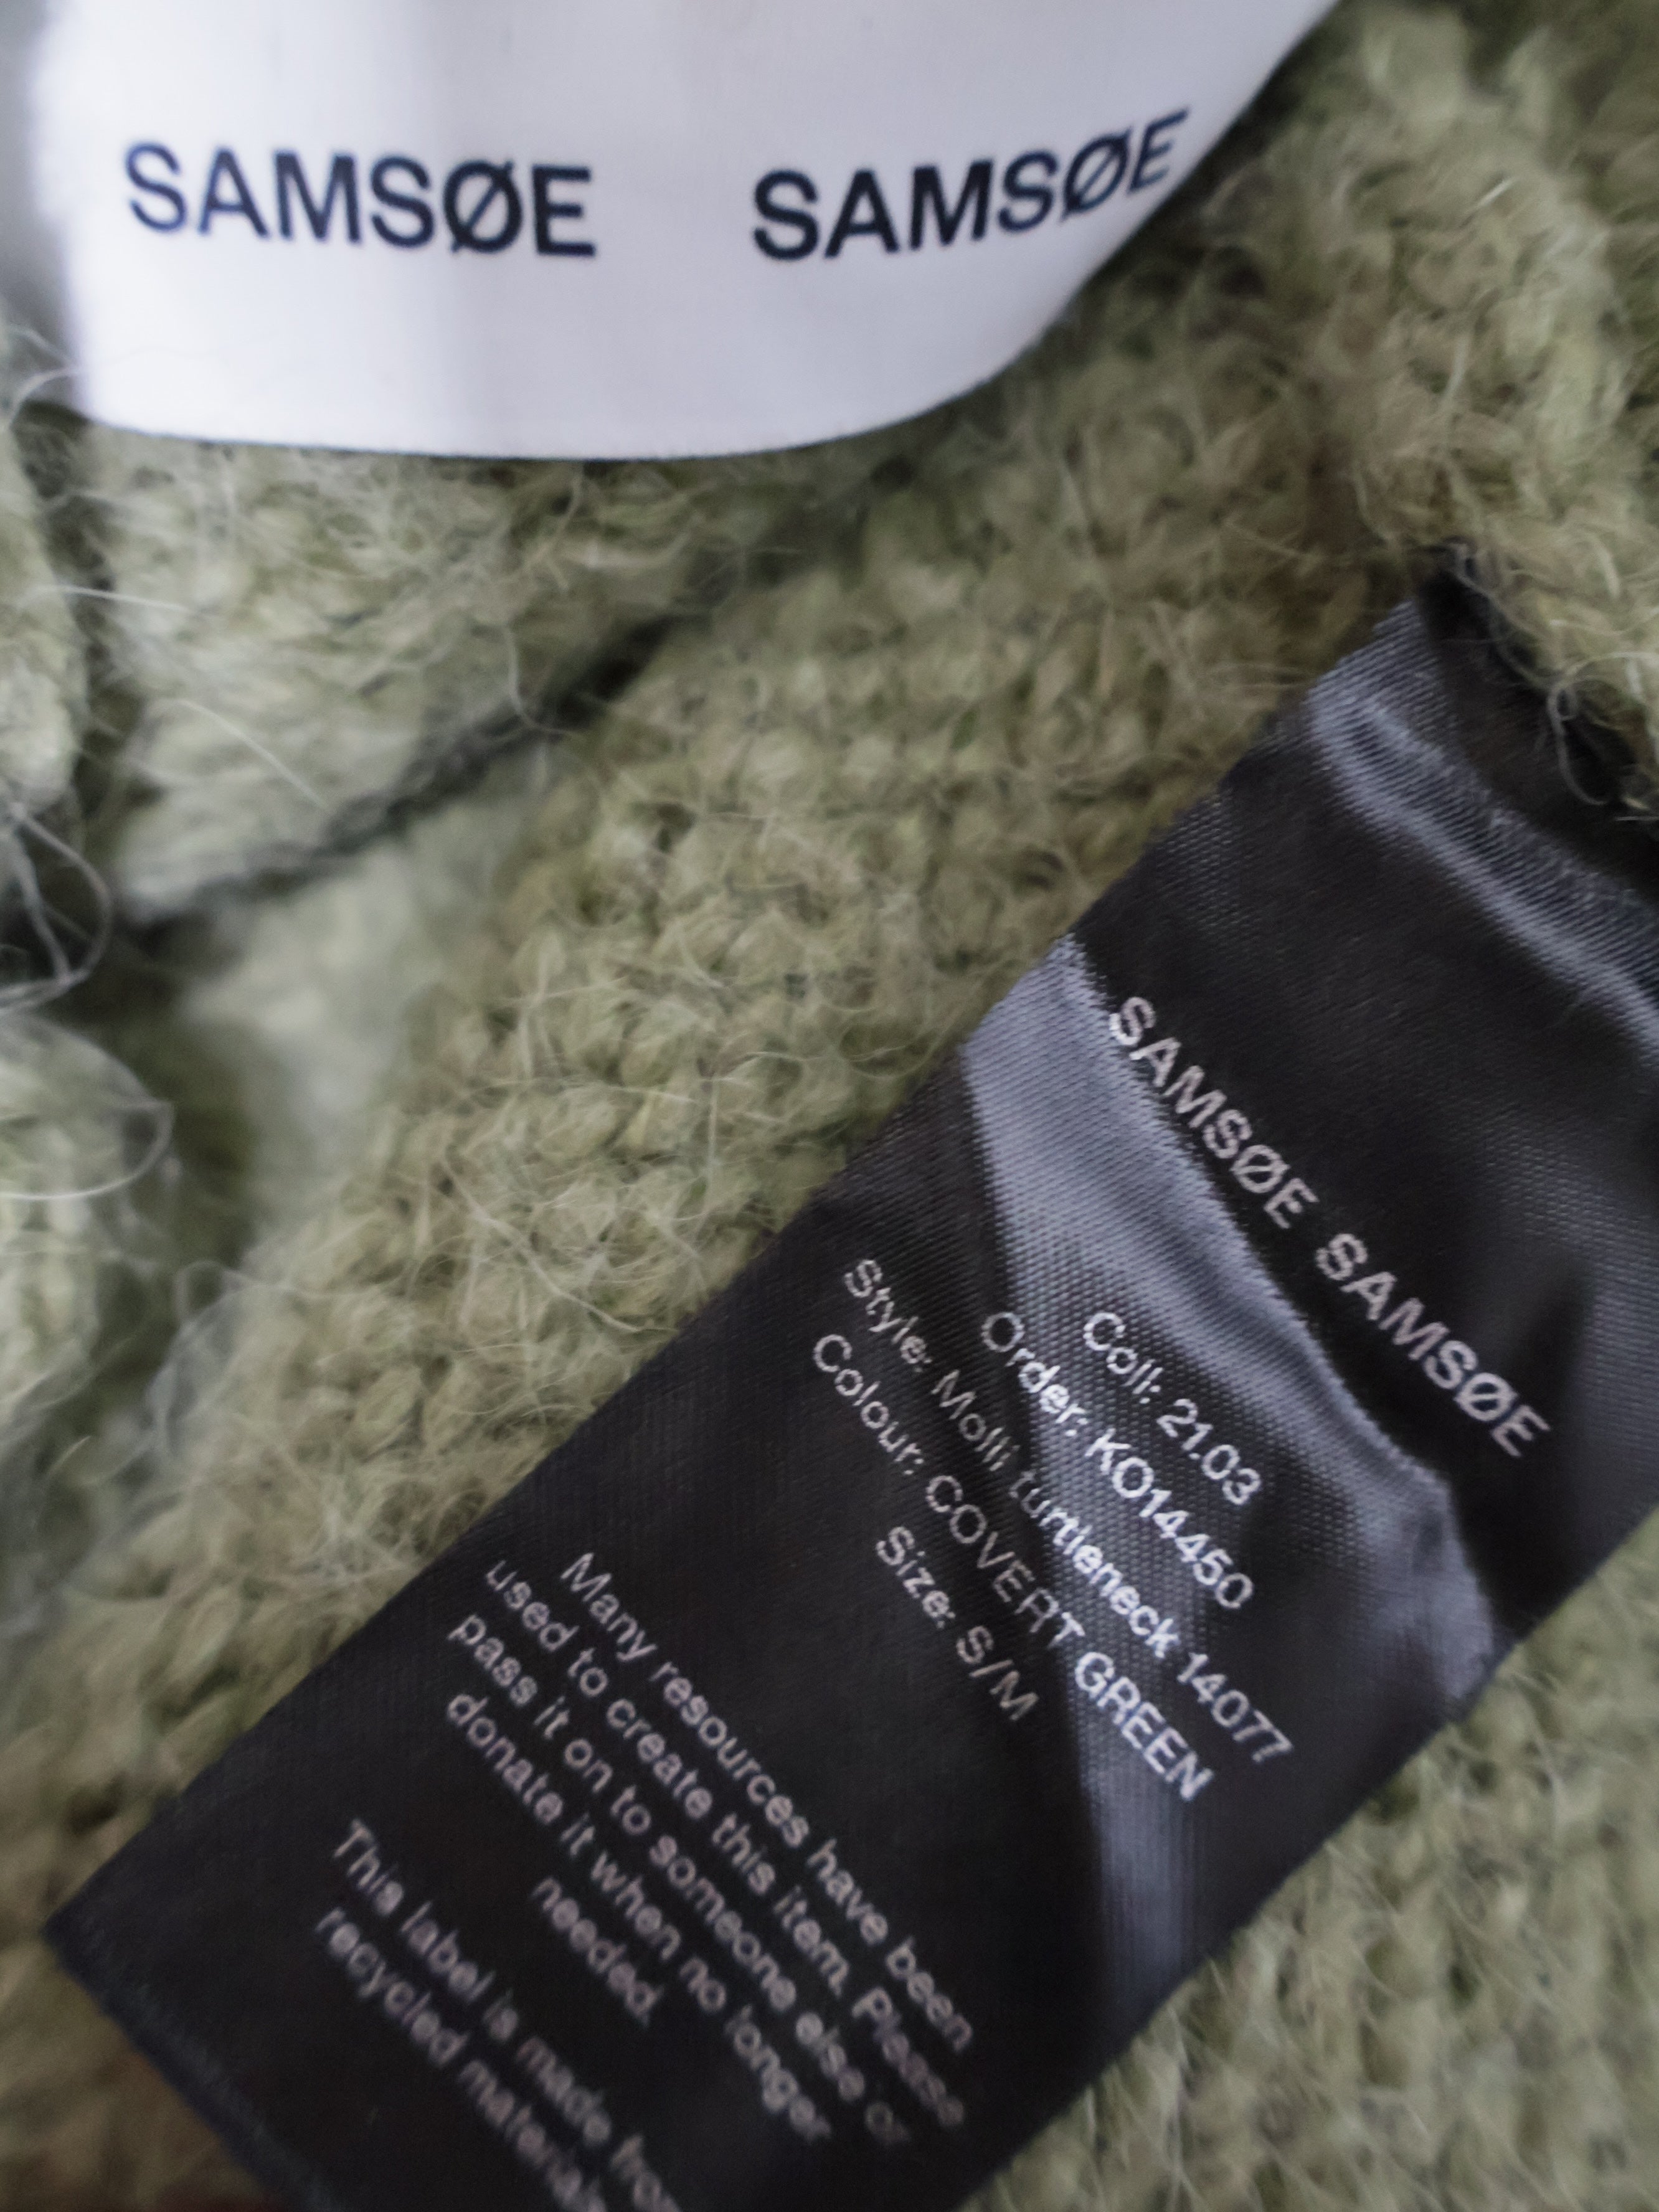 SAMSØE SAMSØE
SAMSØE SAMSØE
Coll: 21.03
Order: KO14450
Style: Molli turtleneck 14077
Colour: COVERT GREEN
Size: S/M
Many resources have been
used to create this item. Please
pass it on to someone else or
donate it when no longer
needed.
This label is made from
recycled materials